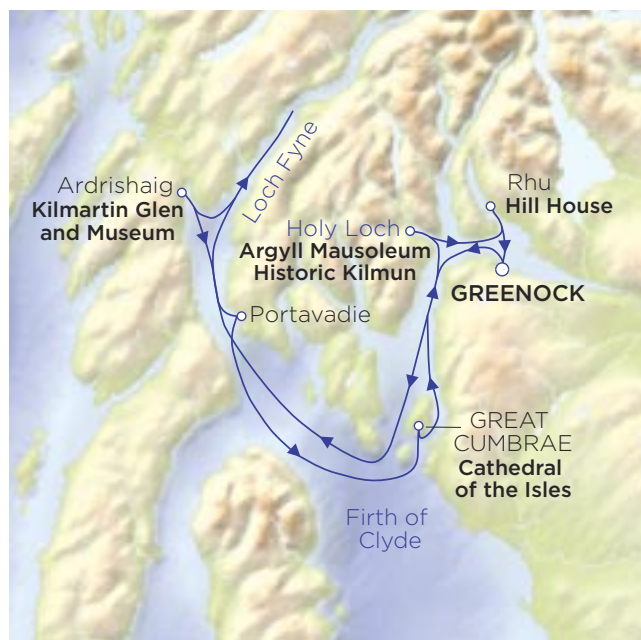 Loch Fyne
Ardrishaig
Kilmartin Glen
and Museum
Rhu
Hill House
Holy Loch
Argyll Mausoleum
Historic Kilmun
GREENOCK
Portavadie
GREAT
CUMBRAE
Cathedral
of the Isles
Firth of
Clyde